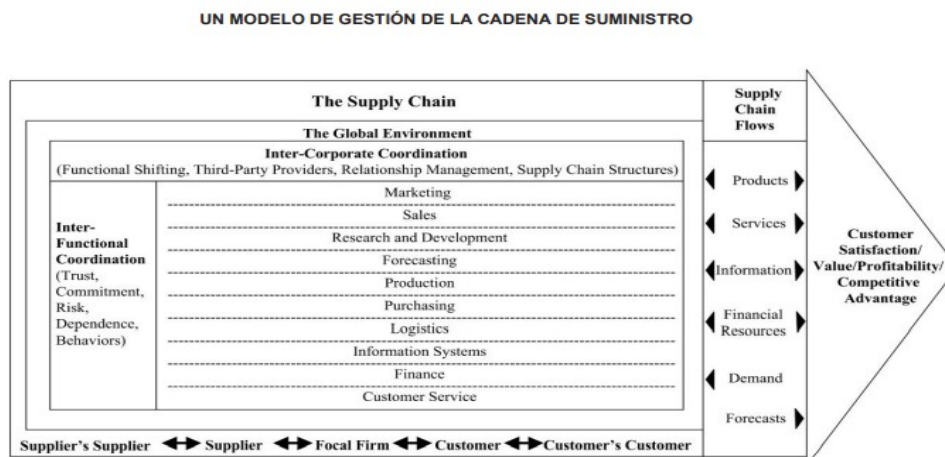 UN MODELO DE GESTIÓN DE LA CADENA DE SUMINISTRO
The Supply Chain
The Global Environment
Inter-Corporate Coordination
(Functional Shifting, Third-Party Providers, Relationship Management, Supply Chain Structures)
Inter-
Functional
Coordination
(Trust,
Commitment,
Risk,
Dependence,
Behaviors)
Marketing
Sales
Research and Development
Forecasting
Production
Purchasing
Logistics
Information Systems
Finance
Customer Service
Supplier's Supplier Supplier Focal Firm Customer Customer's Customer
Supply
Chain
Flows
Products
Services
Information
Financial
Resources
Demand
Forecasts
Customer
Satisfaction/
Value/Profitability/
Competitive
Advantage